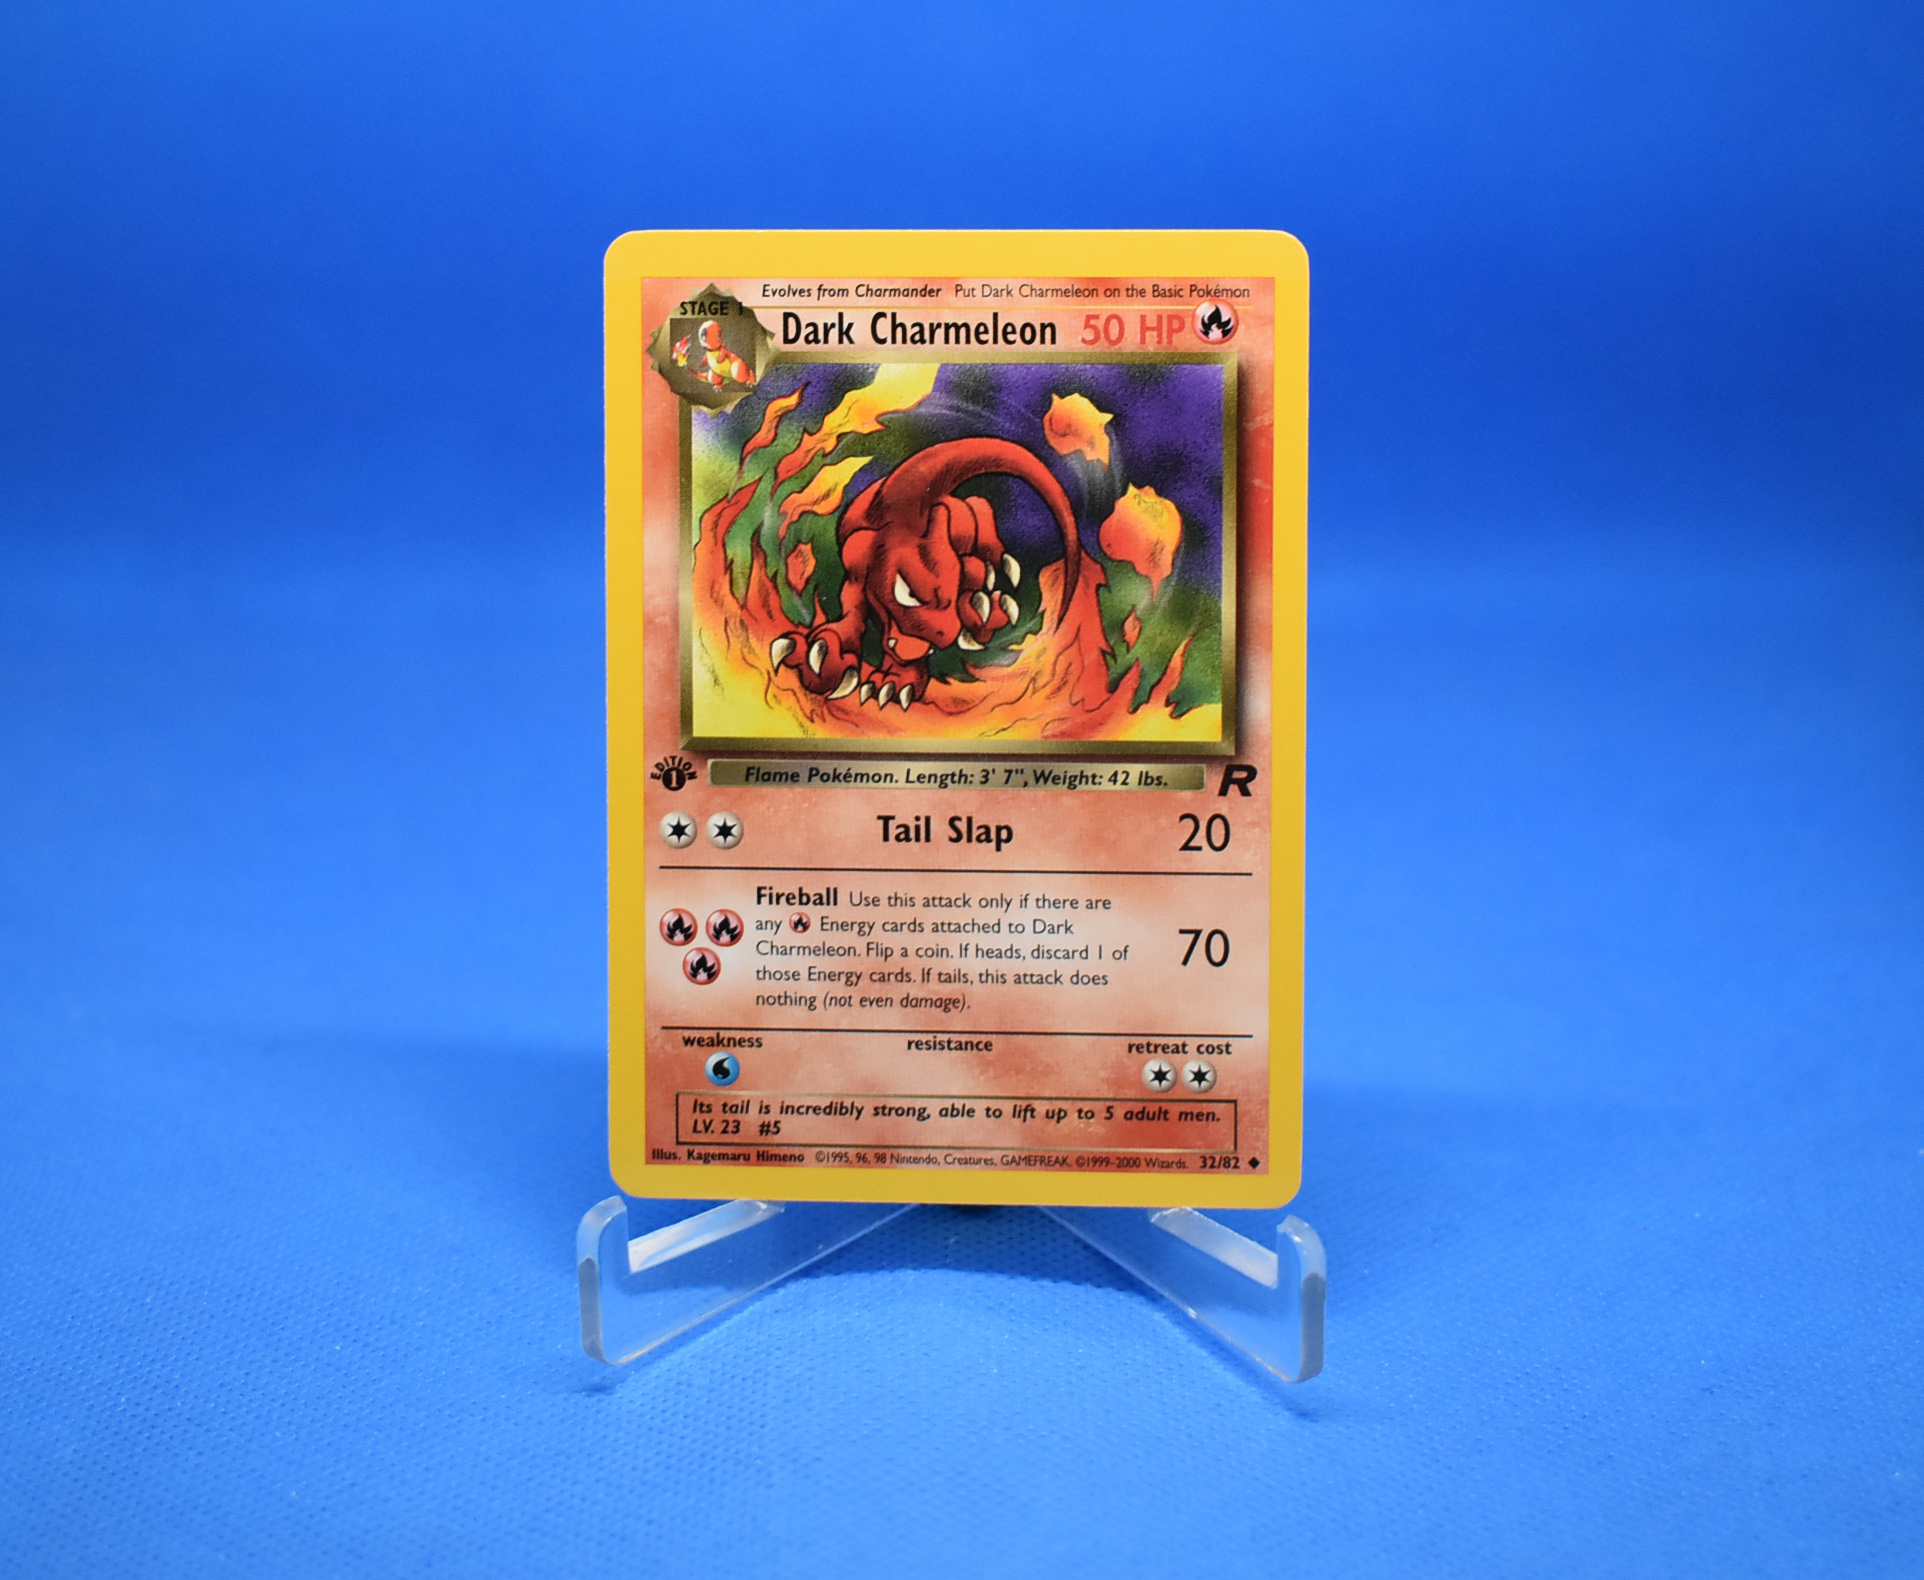 Evolves from Charmander Put Dark Charmeleon on the Basic Pokémon
STAGE 1
Dark Charmeleon 50 HP
EDITION
1
Flame Pokémon. Length: 3' 7", Weight: 42 lbs.
R
Tail Slap 20
Fireball Use this attack only if there are
any Energy cards attached to Dark
Charmeleon. Flip a coin. If heads, discard 1 of
those Energy cards. If tails, this attack does
nothing (not even damage).
70
weakness resistance retreat cost
Its tail is incredibly strong, able to lift up to 5 adult men.
LV. 23 #5
Illus. Kagemaru Himeno ©1995, 96, 98 Nintendo, Creatures, GAMEFREAK. ©1999-2000 Wizards. 32/82